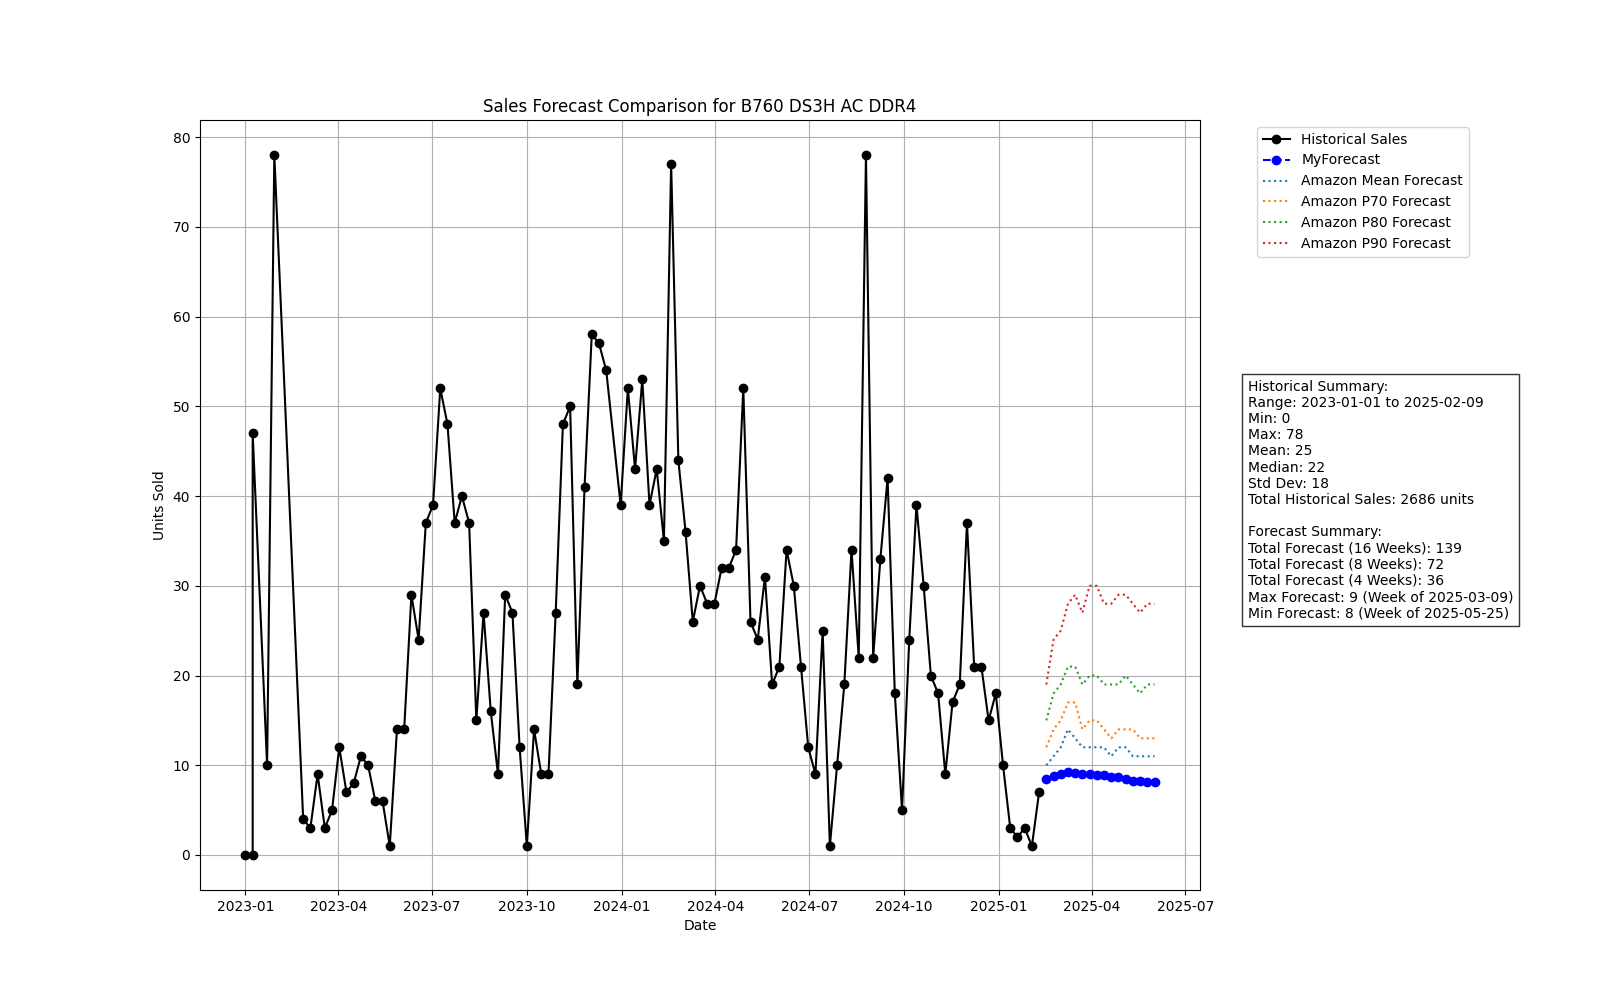 Sales Forecast Comparison for B760 DS3H AC DDR4
80
70
60
50
40
30
20
10
0
Units Sold
2023-01
2023-04
2023-07
2023-10
2024-01
2024-04
2024-07
2024-10
2025-01
2025-04
2025-07
Date
Historical Sales
MyForecast
Amazon Mean Forecast
Amazon P70 Forecast
Amazon P80 Forecast
Amazon P90 Forecast
Historical Summary:
Range: 2023-01-01 to 2025-02-09
Min: 0
Max: 78
Mean: 25
Median: 22
Std Dev: 18
Total Historical Sales: 2686 units
Forecast Summary:
Total Forecast (16 Weeks): 139
Total Forecast (8 Weeks): 72
Total Forecast (4 Weeks): 36
Max Forecast: 9 (Week of 2025-03-09)
Min Forecast: 8 (Week of 2025-05-25)